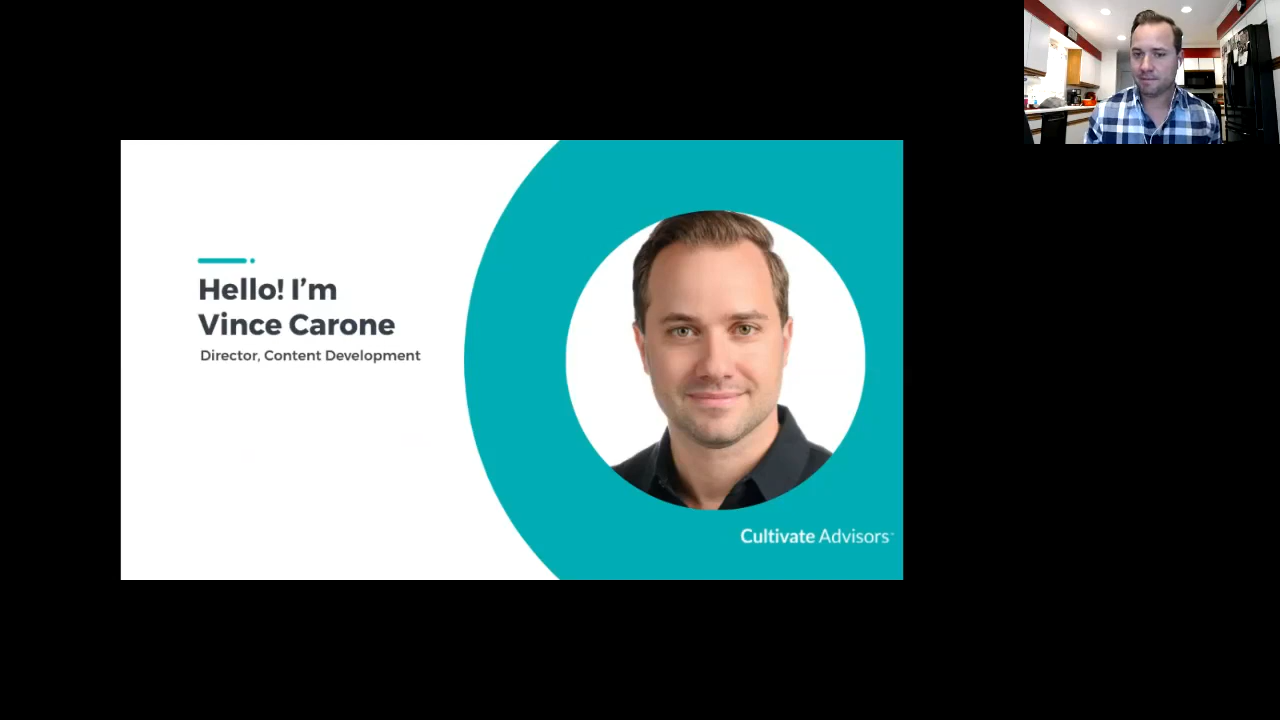 Hello! I’m
Vince Carone
Director, Content Development
Cultivate Advisors